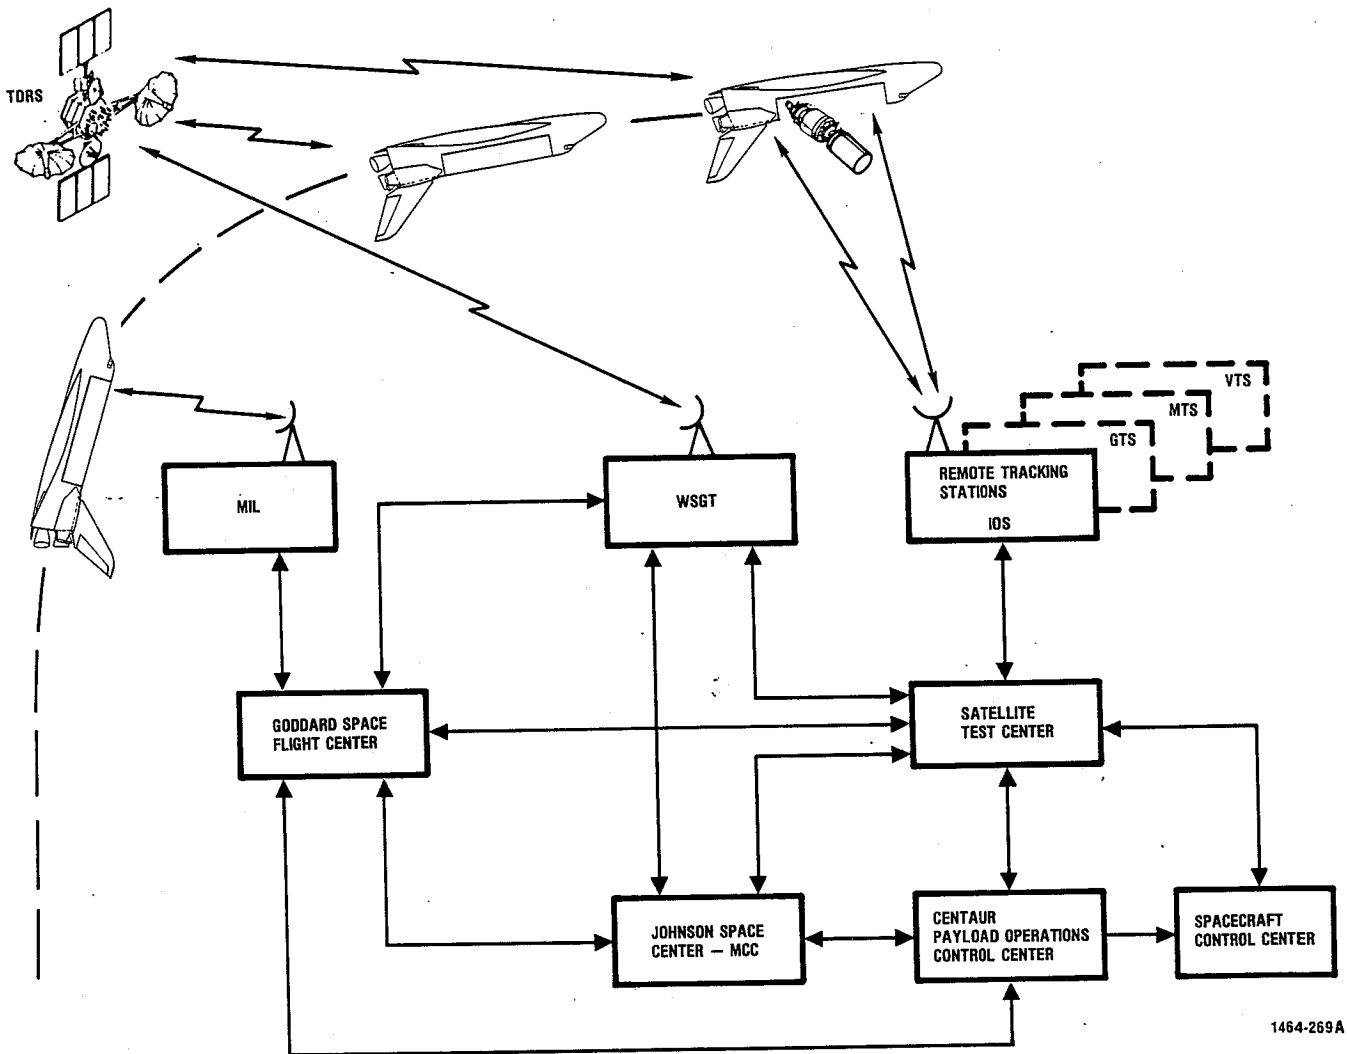 TDRS
VTS
MTS
GTS
REMOTE TRACKING
STATIONS
IOS
MIL
WSGT
GODDARD SPACE
FLIGHT CENTER
SATELLITE
TEST CENTER
JOHNSON SPACE
CENTER — MCC
CENTAUR
PAYLOAD OPERATIONS
CONTROL CENTER
SPACECRAFT
CONTROL CENTER
1464-269A